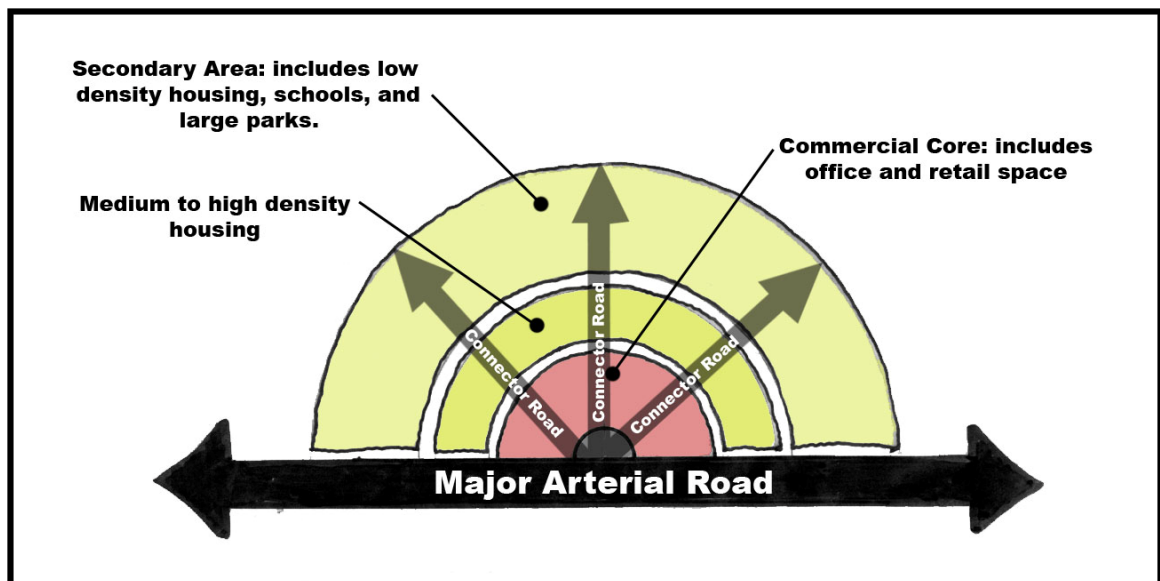 Secondary Area: includes low
density housing, schools, and
large parks.
Commercial Core: includes
office and retail space
Medium to high density
housing
Connector Road
Connector Road
Connector Road
Major Arterial Road